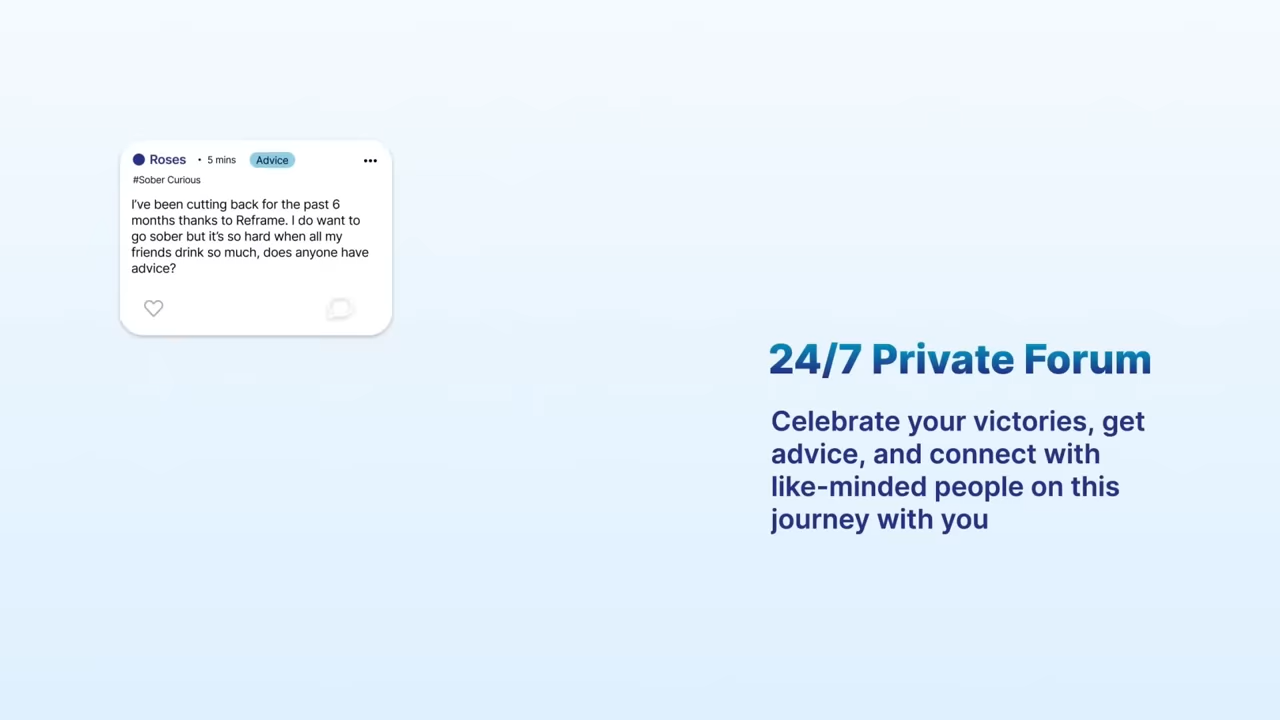 Roses • 5 mins Advice •••
#Sober Curious
I've been cutting back for the past 6
months thanks to Reframe. I do want to
go sober but it's so hard when all my
friends drink so much, does anyone have
advice?
24/7 Private Forum
Celebrate your victories, get
advice, and connect with
like-minded people on this
journey with you